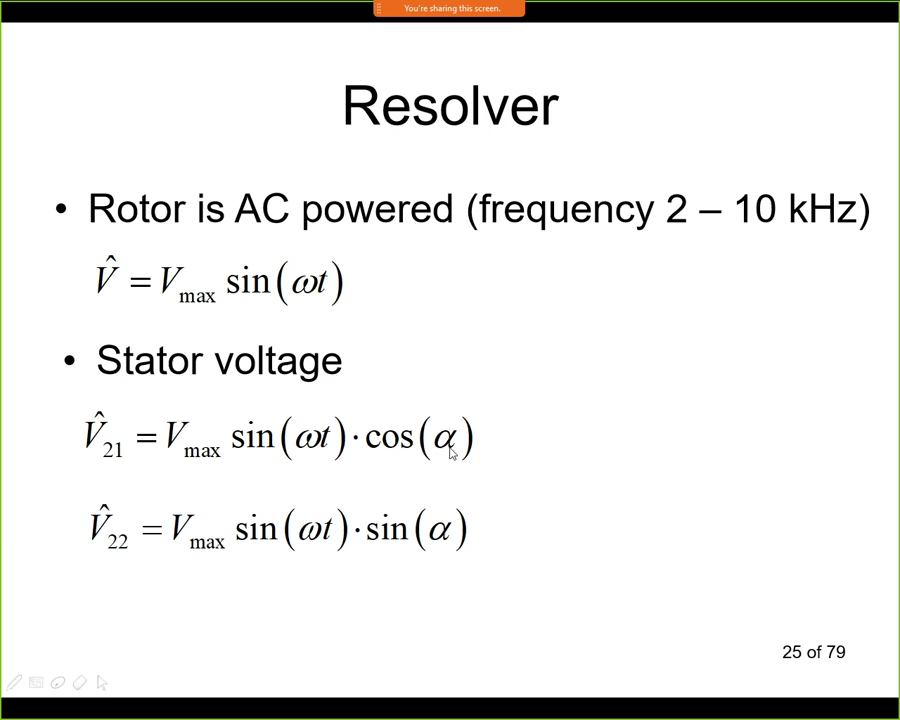 You're sharing this screen.
Resolver
• Rotor is AC powered (frequency 2 – 10 kHz)
V̂ = V_max sin(ωt)
• Stator voltage
V̂_21 = V_max sin(ωt)·cos(α)
V̂_22 = V_max sin(ωt)·sin(α)
25 of 79